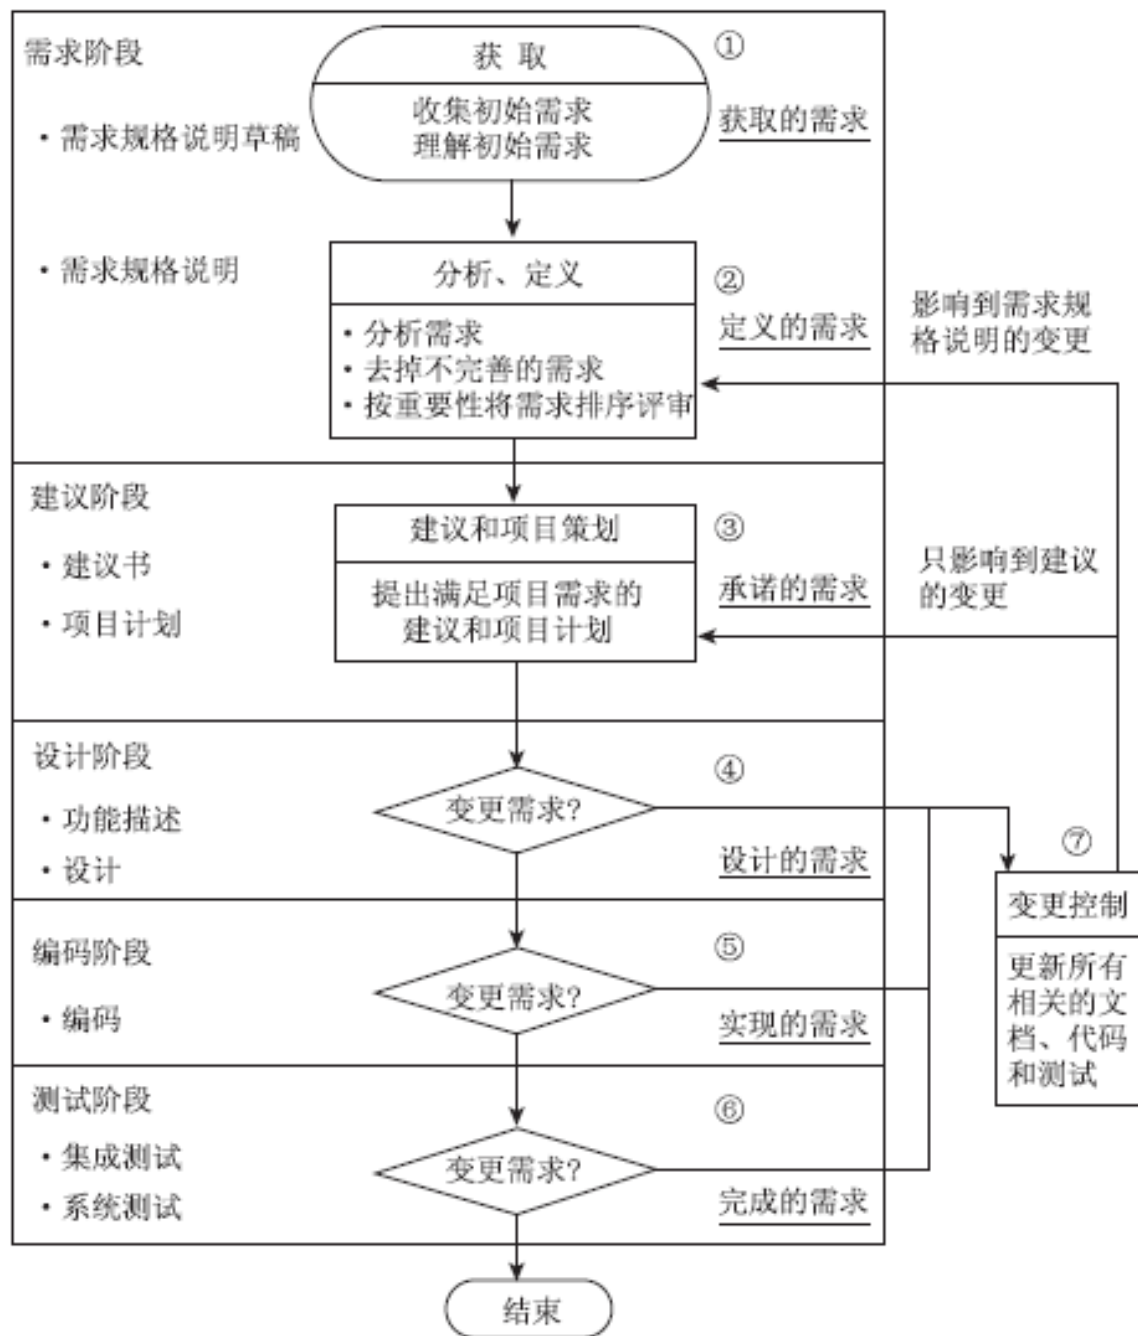 需求阶段
·需求规格说明草稿
·需求规格说明
获 取
收集初始需求
理解初始需求
①
获取的需求
分析、定义
·分析需求
·去掉不完善的需求
·按重要性将需求排序评审
②
定义的需求
影响到需求规
格说明的变更
建议阶段
·建议书
·项目计划
建议和项目策划
提出满足项目需求的
建议和项目计划
③
承诺的需求
只影响到建议
的变更
设计阶段
·功能描述
·设计
变更需求?
④
设计的需求
⑦
变更控制
更新所有
相关的文
档、代码
和测试
编码阶段
·编码
变更需求?
⑤
实现的需求
测试阶段
·集成测试
·系统测试
变更需求?
⑥
完成的需求
结束